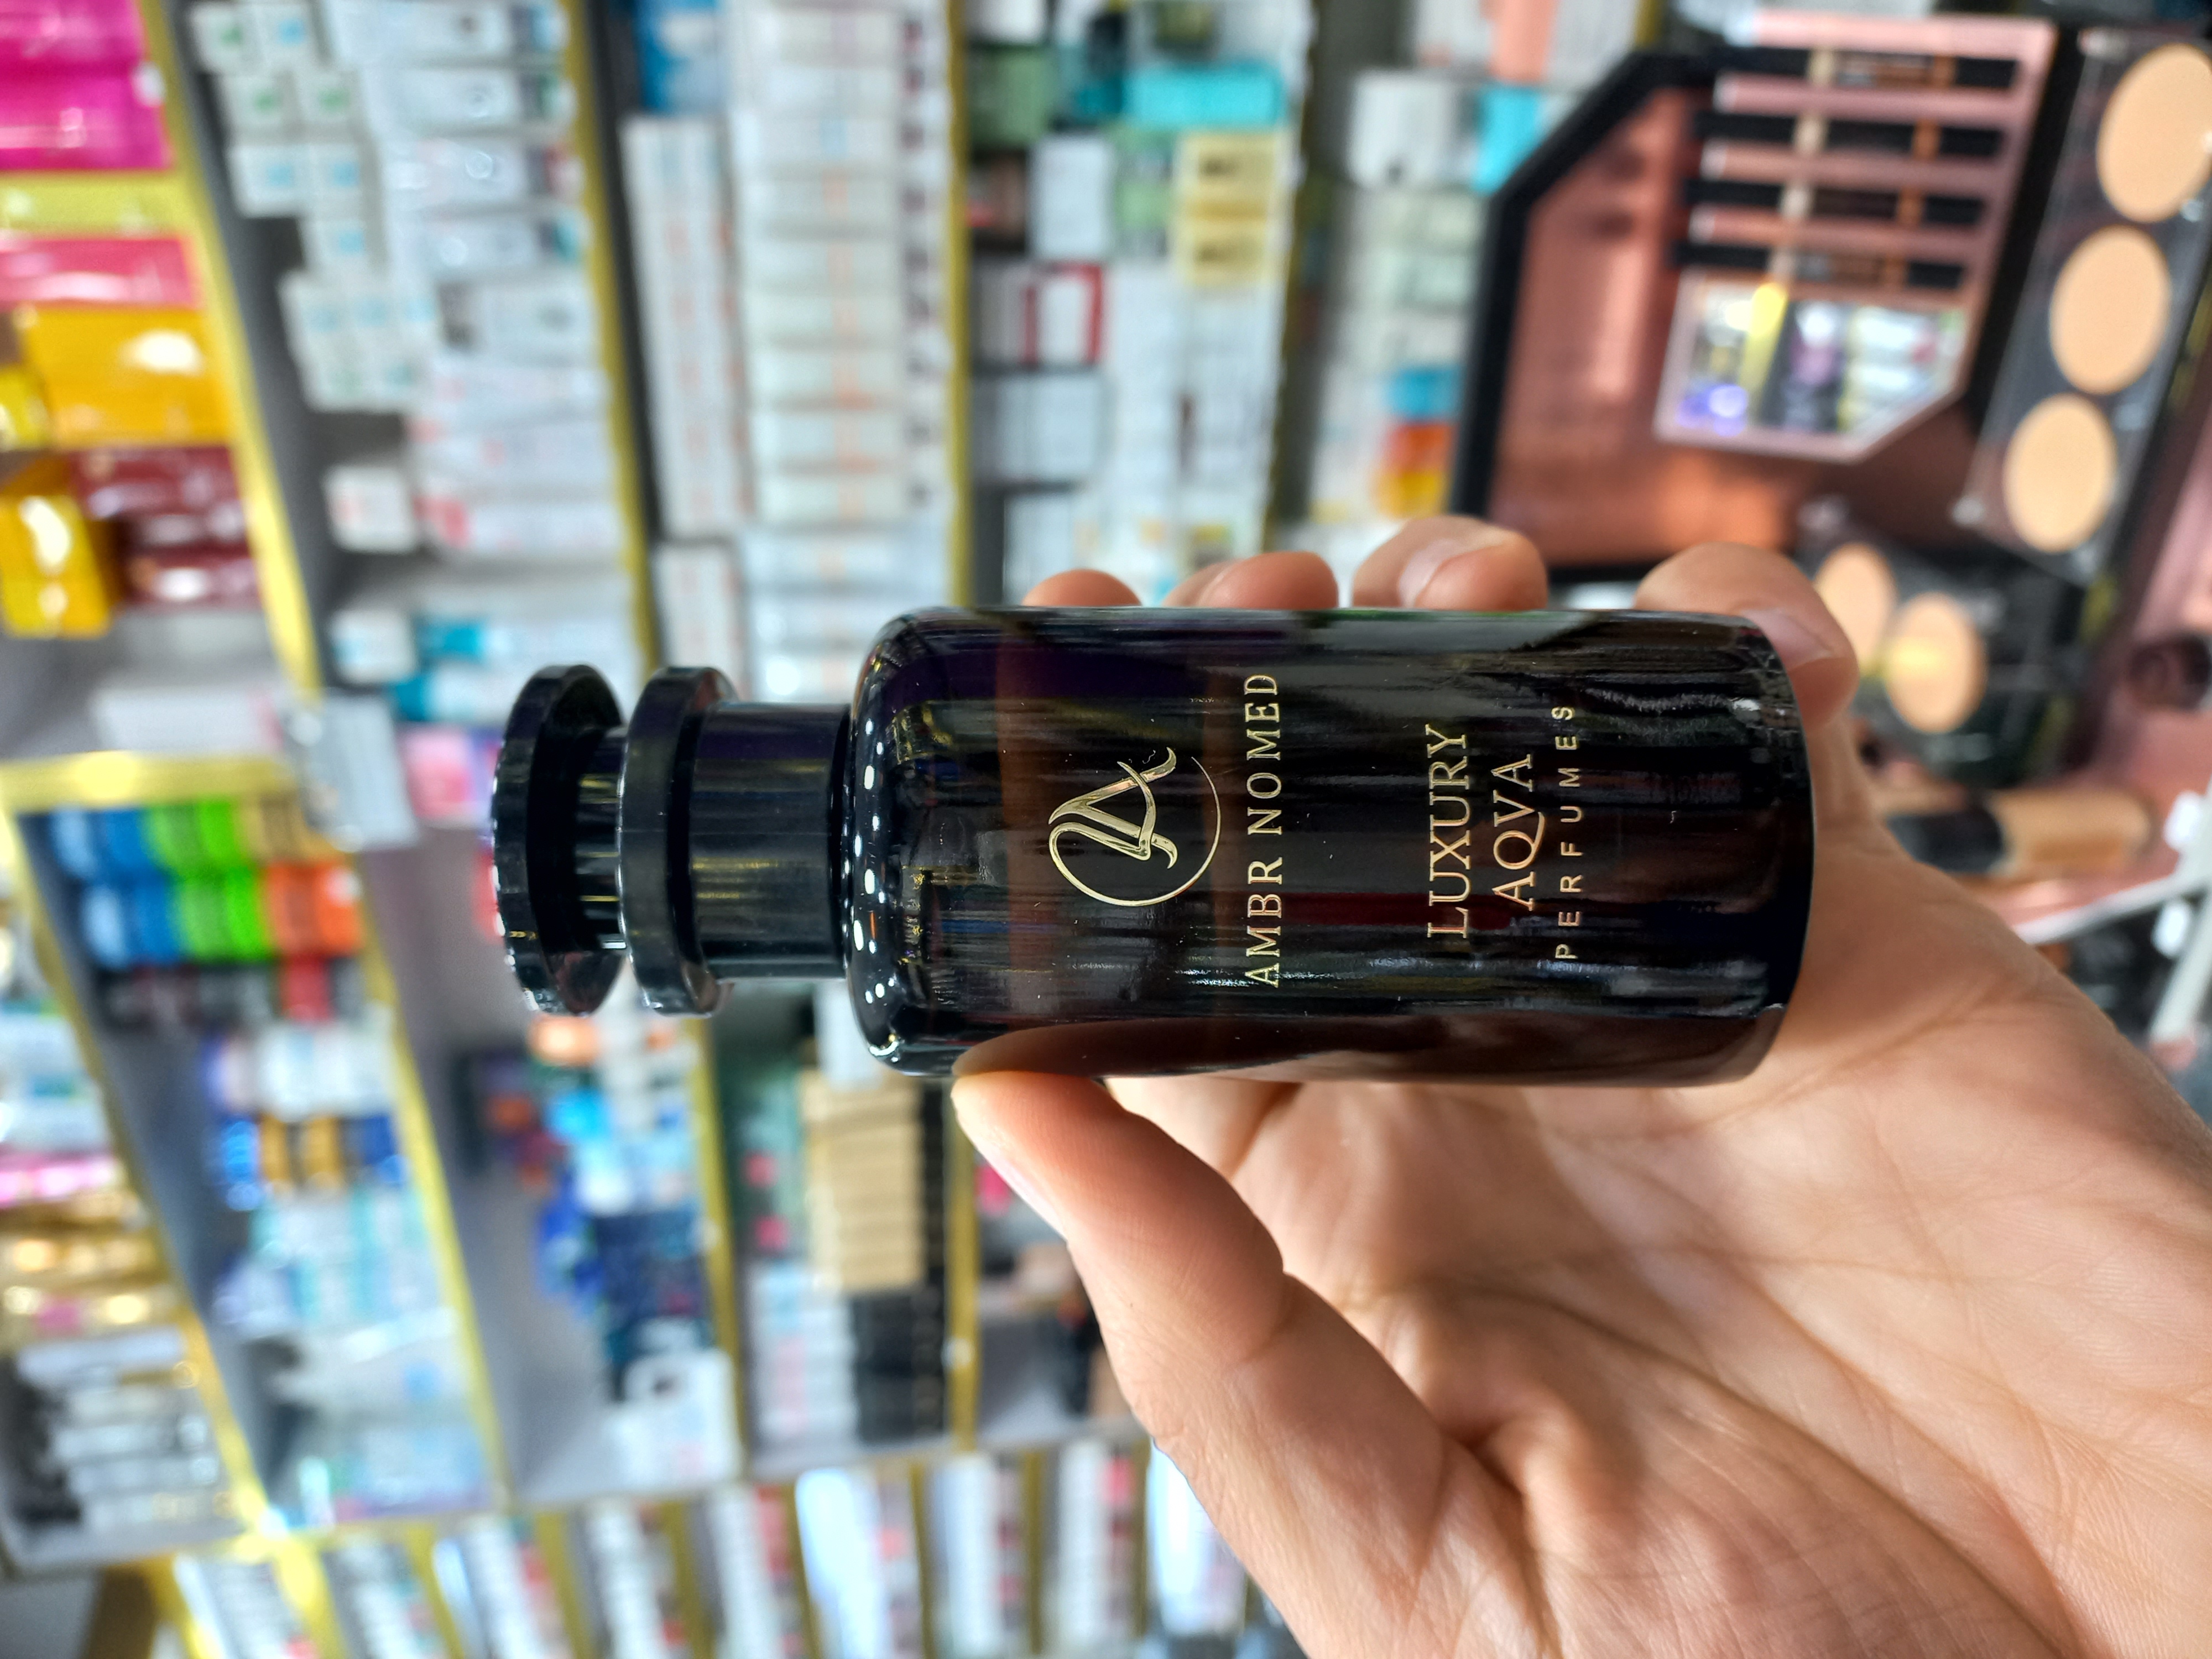 AMBR NOMED
LUXURY
AQVA
PERFUMES